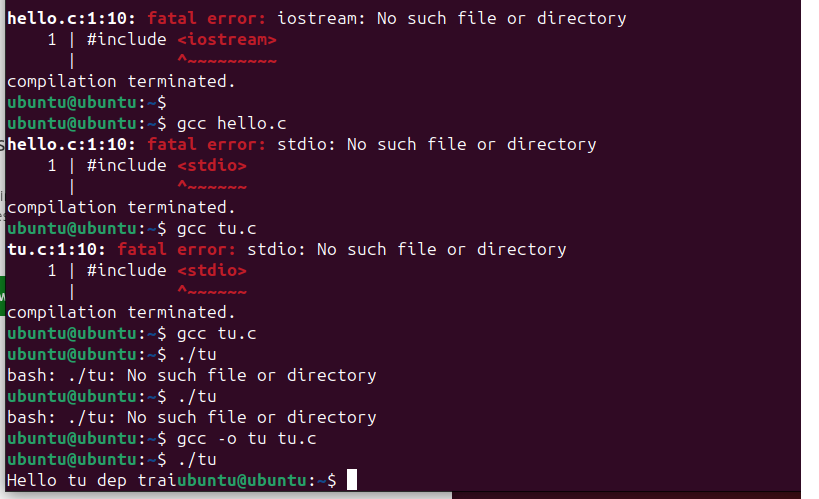 hello.c:1:10: fatal error: iostream: No such file or directory
    1 | #include <iostream>
      |          ^~~~~~~~~~
compilation terminated.
ubuntu@ubuntu:~$
ubuntu@ubuntu:~$ gcc hello.c
hello.c:1:10: fatal error: stdio: No such file or directory
    1 | #include <stdio>
      |          ^~~~~~~
compilation terminated.
ubuntu@ubuntu:~$ gcc tu.c
tu.c:1:10: fatal error: stdio: No such file or directory
    1 | #include <stdio>
      |          ^~~~~~~
compilation terminated.
ubuntu@ubuntu:~$ gcc tu.c
ubuntu@ubuntu:~$ ./tu
bash: ./tu: No such file or directory
ubuntu@ubuntu:~$ ./tu
bash: ./tu: No such file or directory
ubuntu@ubuntu:~$ gcc -o tu tu.c
ubuntu@ubuntu:~$ ./tu
Hello tu dep traiubuntu@ubuntu:~$